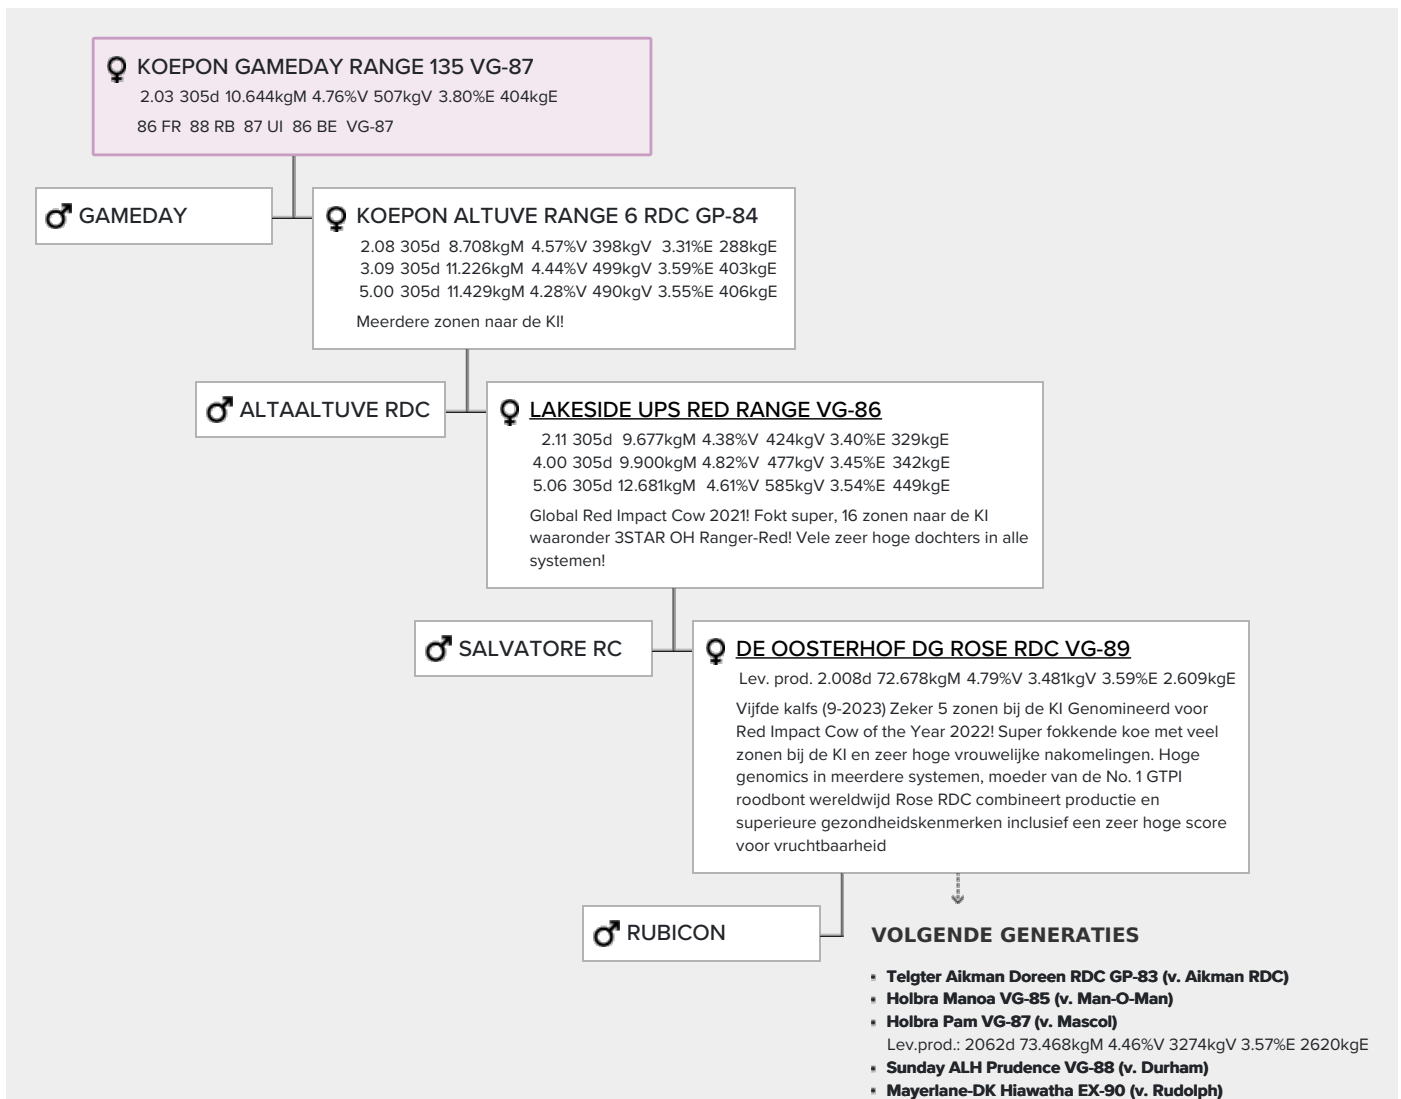 KOEPON GAMEDAY RANGE 135 VG-87
2.03 305d 10.644kgM 4.76%V 507kgV 3.80%E 404kgE
86 FR 88 RB 87 UI 86 BE VG-87
GAMEDAY
KOEPON ALTUVE RANGE 6 RDC GP-84
2.08 305d 8.708kgM 4.57%V 398kgV 3.31%E 288kgE
3.09 305d 11.226kgM 4.44%V 499kgV 3.59%E 403kgE
5.00 305d 11.429kgM 4.28%V 490kgV 3.55%E 406kgE
Meerdere zonen naar de KI!
ALTAALTUVE RDC
LAKESIDE UPS RED RANGE VG-86
2.11 305d 9.677kgM 4.38%V 424kgV 3.40%E 329kgE
4.00 305d 9.900kgM 4.82%V 477kgV 3.45%E 342kgE
5.06 305d 12.681kgM 4.61%V 585kgV 3.54%E 449kgE
Global Red Impact Cow 2021! Fokt super, 16 zonen naar de KI
waaronder 3STAR OH Ranger-Red! Vele zeer hoge dochters in alle
systemen!
SALVATORE RC
DE OOSTERHOF DG ROSE RDC VG-89
Lev. prod. 2.008d 72.678kgM 4.79%V 3.481kgV 3.59%E 2.609kgE
Vijfde kalfs (9-2023) Zeker 5 zonen bij de KI Genomineerd voor
Red Impact Cow of the Year 2022! Super fokkende koe met veel
zonen bij de KI en zeer hoge vrouwelijke nakomelingen. Hoge
genomics in meerdere systemen, moeder van de No. 1 GTPI
roodbont wereldwijd Rose RDC combineert productie en
superieure gezondheidskenmerken inclusief een zeer hoge score
voor vruchtbaarheid
RUBICON
VOLGENDE GENERATIES
▪ Telgter Aikman Doreen RDC GP-83 (v. Aikman RDC)
▪ Holbra Manoa VG-85 (v. Man-O-Man)
▪ Holbra Pam VG-87 (v. Mascol)
Lev.prod.: 2062d 73.468kgM 4.46%V 3274kgV 3.57%E 2620kgE
▪ Sunday ALH Prudence VG-88 (v. Durham)
▪ Mayerlane-DK Hiawatha EX-90 (v. Rudolph)